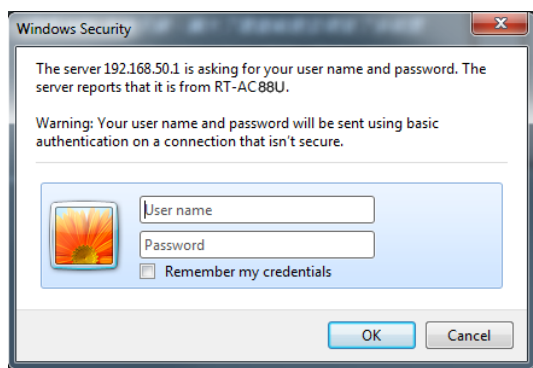 Windows Security
The server 192.168.50.1 is asking for your user name and password. The
server reports that it is from RT-AC88U.
Warning: Your user name and password will be sent using basic
authentication on a connection that isn't secure.
User name
Password
Remember my credentials
OK
Cancel